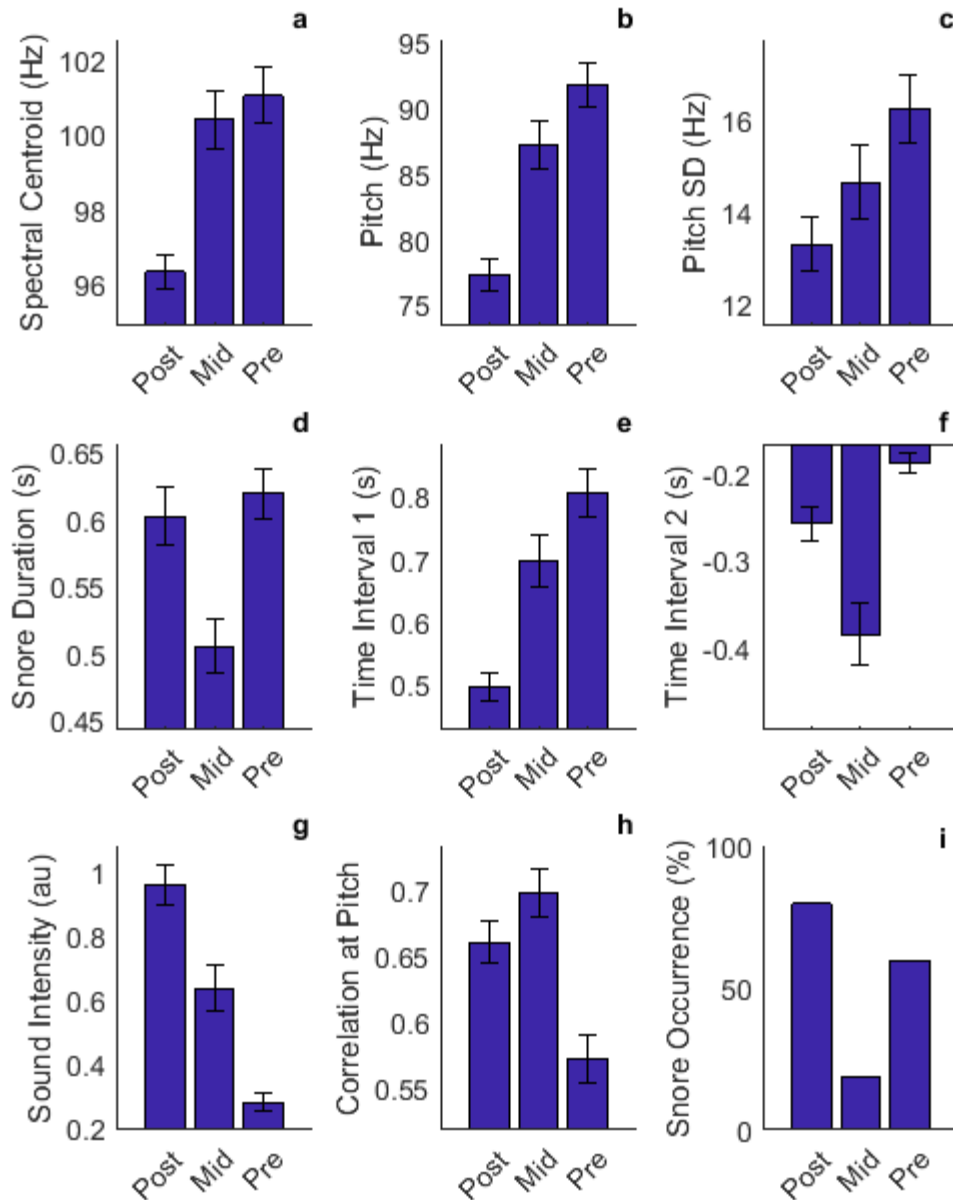 a
Spectral Centroid (Hz)
102
100
98
96
Post Mid Pre
b
Pitch (Hz)
95
90
85
80
75
Post Mid Pre
c
Pitch SD (Hz)
16
14
12
Post Mid Pre
d
Snore Duration (s)
0.65
0.6
0.55
0.5
0.45
Post Mid Pre
e
Time Interval 1 (s)
0.8
0.7
0.6
0.5
Post Mid Pre
f
Time Interval 2 (s)
-0.2
-0.3
-0.4
Post Mid Pre
g
Sound Intensity (au)
1
0.8
0.6
0.4
0.2
Post Mid Pre
h
Correlation at Pitch
0.7
0.65
0.6
0.55
Post Mid Pre
i
Snore Occurrence (%)
100
50
0
Post Mid Pre